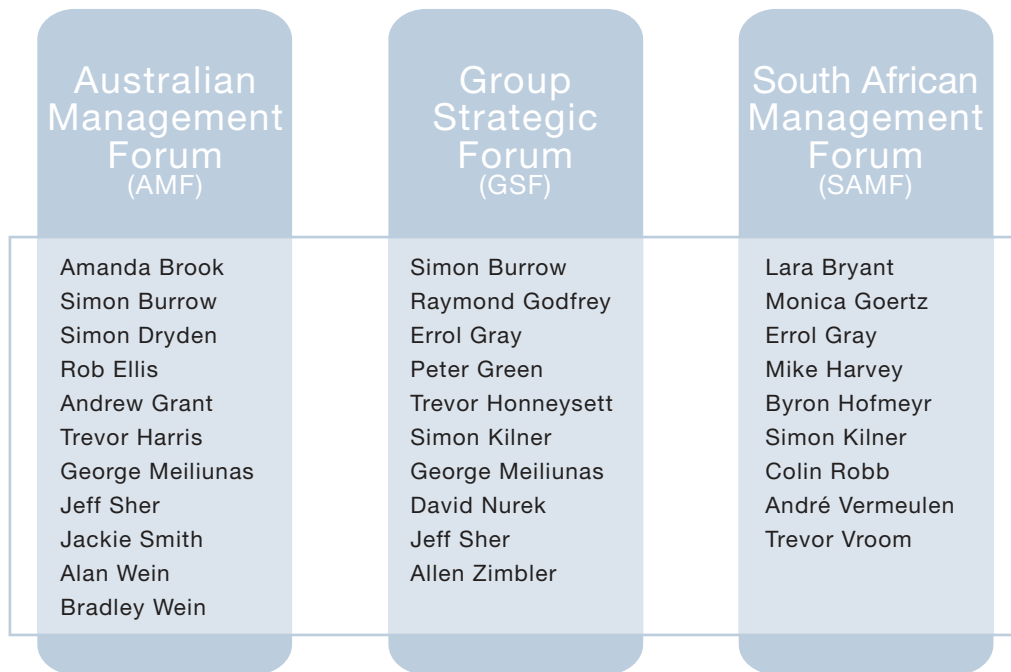 Australian
Management
Forum
(AMF)
Amanda Brook
Simon Burrow
Simon Dryden
Rob Ellis
Andrew Grant
Trevor Harris
George Meiliunas
Jeff Sher
Jackie Smith
Alan Wein
Bradley Wein
Group
Strategic
Forum
(GSF)
Simon Burrow
Raymond Godfrey
Errol Gray
Peter Green
Trevor Honneysett
Simon Kilner
George Meiliunas
David Nurek
Jeff Sher
Allen Zimbler
South African
Management
Forum
(SAMF)
Lara Bryant
Monica Goertz
Errol Gray
Mike Harvey
Byron Hofmeyr
Simon Kilner
Colin Robb
André Vermeulen
Trevor Vroom